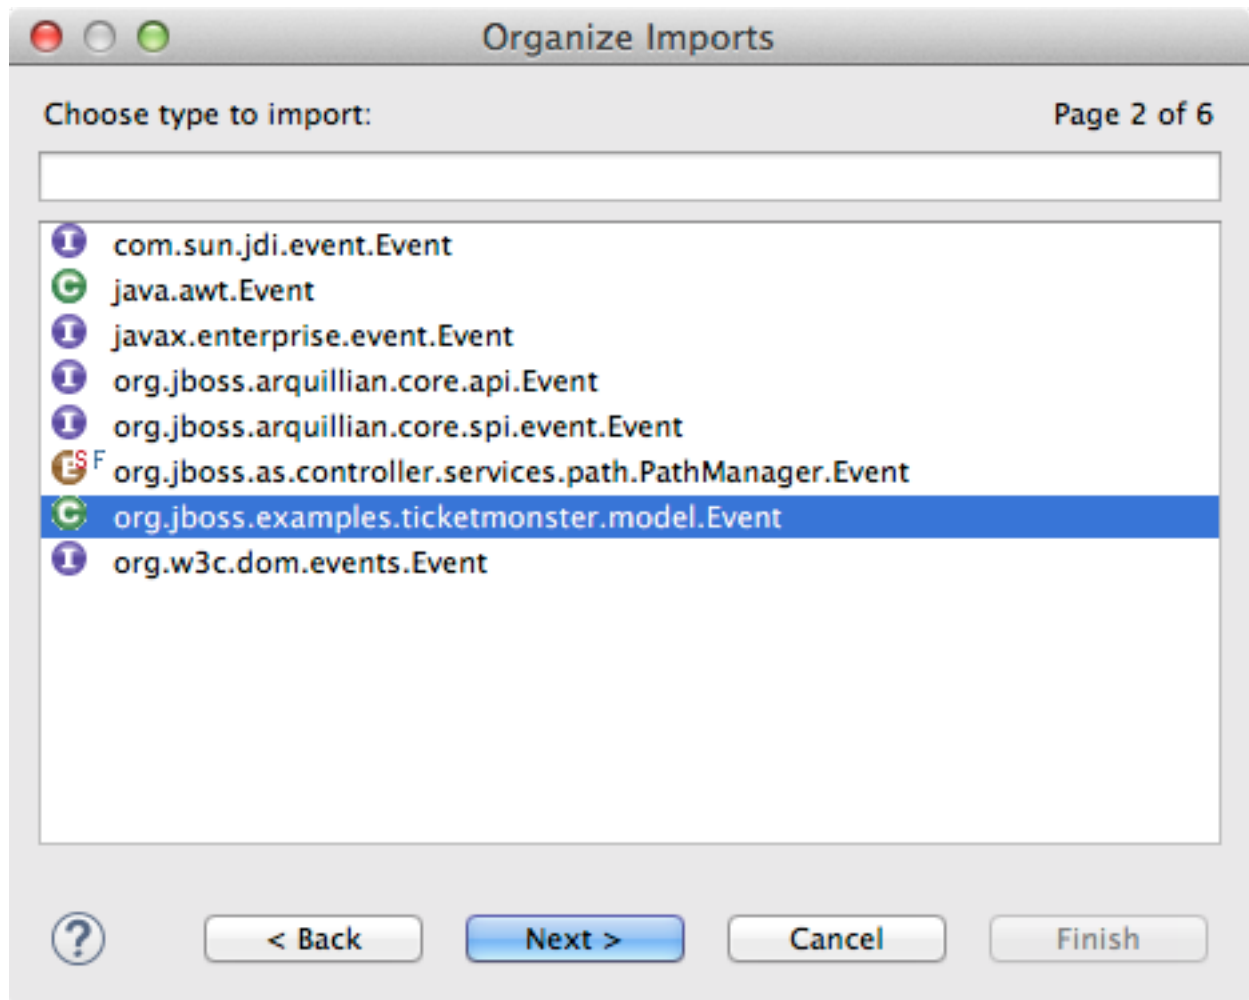 Organize Imports
Choose type to import: Page 2 of 6
I com.sun.jdi.event.Event
C java.awt.Event
I javax.enterprise.event.Event
I org.jboss.arquillian.core.api.Event
I org.jboss.arquillian.core.spi.event.Event
E S F org.jboss.as.controller.services.path.PathManager.Event
C org.jboss.examples.ticketmonster.model.Event
I org.w3c.dom.events.Event
? < Back Next > Cancel Finish